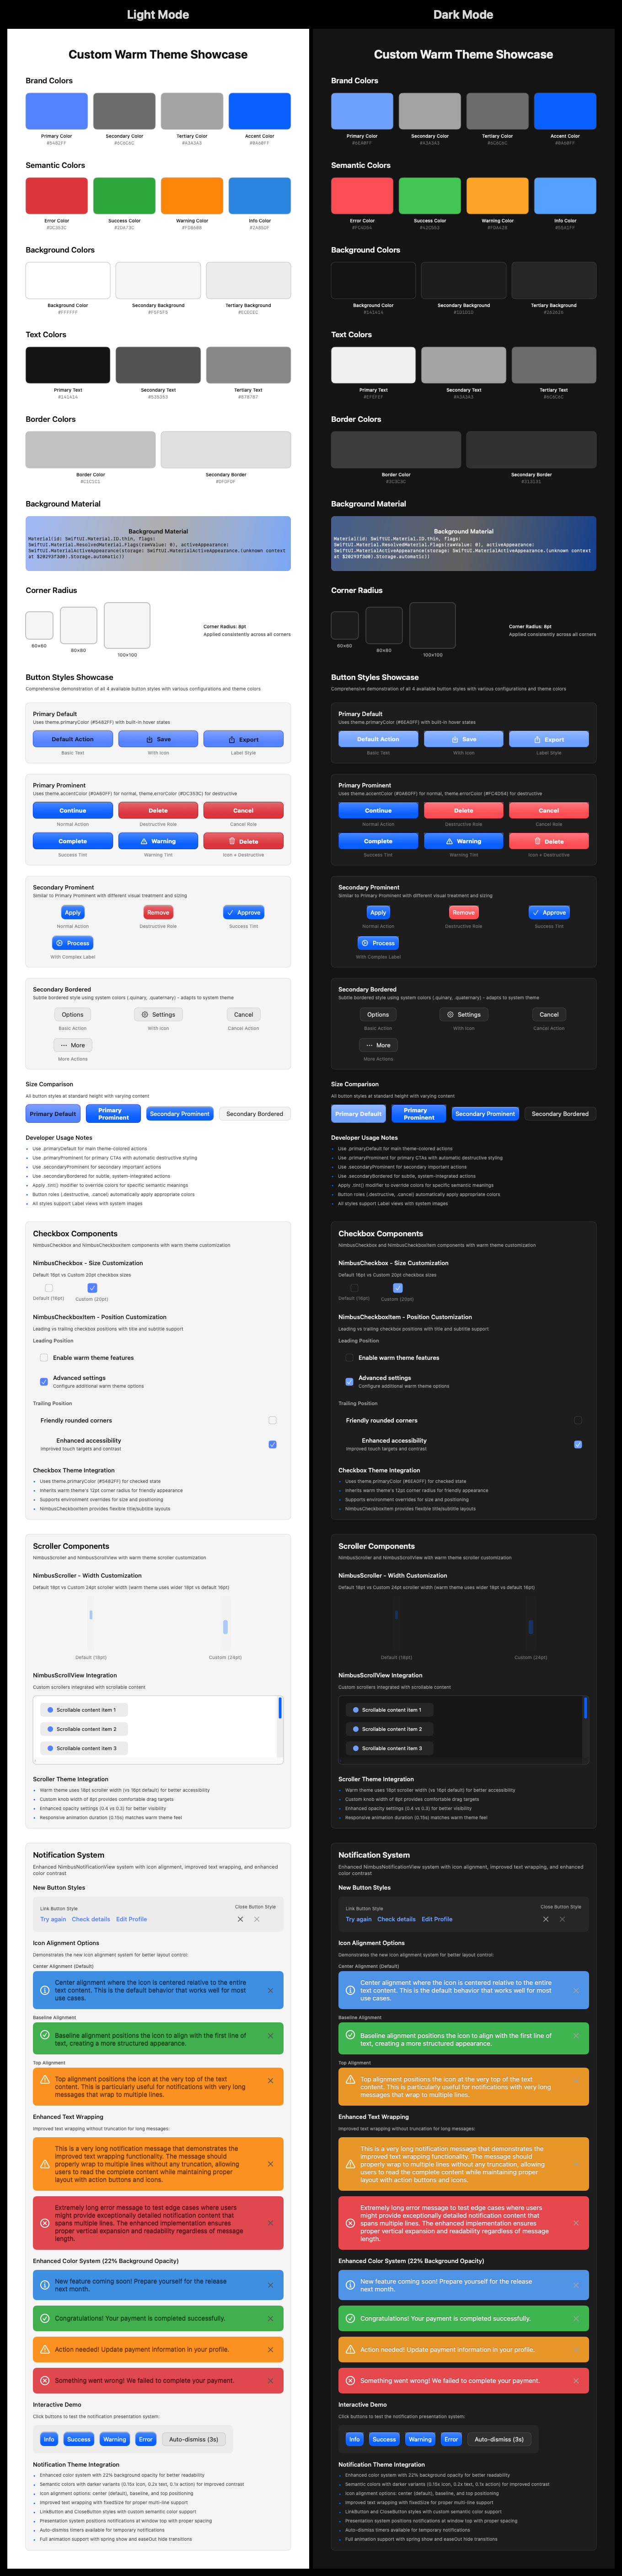 Light Mode
Custom Warm Theme Showcase
Brand Colors
Primary Color
Secondary Color
Tertiary Color
Accent Color
#5482FF
#6C6C6C
#A3A3A3
#0A60FF
Semantic Colors
Error Color
Success Color
Warning Color
Info Color
#DC353C
Background Colors
Background Color
Secondary Background
Tertiary Background
#FFFFFF
#F5F5F5
#ECECEC
Text Colors
Primary Text
Secondary Text
Tertiary Text
#141414
#535353
#878787
Border Colors
Border Color
Secondary Border
#C1C1C1
#DFDFDF
Background Material
Background Material
Material(id: SwiftUI.Material.ID.thin, flags:
SwiftUI.Material.ResolvedMaterial.Flags(rawValue: 0), activeAppearance:
SwiftUI.MaterialActiveAppearance(storage: SwiftUI.MaterialActiveAppearance.(unknown context
Corner Radius
60×60
80×80
100×100
Corner Radius: 8pt
Applied consistently across all corners
Button Styles Showcase
Comprehensive demonstration of all 4 available button styles with various configurations and theme colors
Primary Default
Uses theme.primaryColor (#5482FF) with built-in hover states
Default Action
Save
Export
Basic Text
With Icon
Label Style
Primary Prominent
Uses theme.accentColor (#0A60FF) for normal, theme.errorColor (#DC353C) for destructive
Continue
Delete
Cancel
Normal Action
Destructive Role
Cancel Role
Complete
Warning
Delete
Success Tint
Warning Tint
Icon + Destructive
Secondary Prominent
Similar to Primary Prominent with different visual treatment and sizing
Apply
Remove
Approve
Normal Action
Destructive Role
Success Tint
Process
With Complex Label
Secondary Bordered
Subtle bordered style using system colors (.quinary, .quaternary) - adapts to system theme
Options
Settings
Cancel
Basic Action
With Icon
Cancel Action
More
More Actions
Size Comparison
All button styles at standard height with varying content
Primary Default
Primary
Prominent
Secondary Prominent
Secondary Bordered
Developer Usage Notes
• Use .primaryDefault for main theme-colored actions
• Use .primaryProminent for primary CTAs with automatic destructive styling
• Use .secondaryProminent for secondary important actions
• Use .secondaryBordered for subtle, system-integrated actions
• Apply .tint() modifier to override colors for specific semantic meanings
• Button roles (.destructive, .cancel) automatically apply appropriate colors
• All styles support Label views with system images
Checkbox Components
NimbusCheckbox and NimbusCheckboxItem components with warm theme customization
NimbusCheckbox - Size Customization
Default 16pt vs Custom 20pt checkbox sizes
Default (16pt)
Custom (20pt)
NimbusCheckboxItem - Position Customization
Leading vs trailing checkbox positions with title and subtitle support
Leading Position
Enable warm theme features
Advanced settings
Configure additional warm theme options
Trailing Position
Friendly rounded corners
Enhanced accessibility
Improved touch targets and contrast
Checkbox Theme Integration
• Uses theme.primaryColor (#5482FF) for checked state
• Inherits warm theme's 12pt corner radius for friendly appearance
• Supports environment overrides for size and positioning
• NimbusCheckboxItem provides flexible title/subtitle layouts
Scroller Components
NimbusScroller and NimbusScrollView with warm theme scroller customization
NimbusScroller - Width Customization
Default 18pt vs Custom 24pt scroller width (warm theme uses wider 18pt vs default 16pt)
Default (18pt)
Custom (24pt)
NimbusScrollView Integration
Custom scrollers integrated with scrollable content
Scrollable content item 1
Scrollable content item 2
Scrollable content item 3
Scroller Theme Integration
• Warm theme uses 18pt scroller width (vs 16pt default) for better accessibility
• Custom knob width of 8pt provides comfortable drag targets
• Enhanced opacity settings (0.4 vs 0.3) for better visibility
• Responsive animation duration (0.15s) matches warm theme feel
Notification System
Enhanced NimbusNotificationView system with icon alignment, improved text wrapping, and enhanced
color contrast
New Button Styles
Link Button Style
Close Button Style
Try again
Check details
Edit Profile
Icon Alignment Options
Demonstrates the new icon alignment system for better layout control:
Center Alignment (Default)
Center alignment where the icon is centered relative to the entire
text content. This is the default behavior that works well for most
use cases.
Baseline Alignment
Baseline alignment positions the icon to align with the first line of
text, creating a more structured appearance.
Top Alignment
Top alignment positions the icon at the very top of the text
content. This is particularly useful for notifications with very long
messages that wrap to multiple lines.
Enhanced Text Wrapping
Improved text wrapping without truncation for long messages:
This is a very long notification message that demonstrates the
improved text wrapping functionality. The message should
properly wrap to multiple lines without any truncation, allowing
users to read the complete content while maintaining proper
layout with action buttons and icons.
Extremely long error message to test edge cases where users
might provide exceptionally detailed notification content that
spans multiple lines. The enhanced implementation ensures
proper vertical expansion and readability regardless of message
length.
Enhanced Color System (22% Background Opacity)
New feature coming soon! Prepare yourself for the release
next month.
Congratulations! Your payment is completed successfully.
Action needed! Update payment information in your profile.
Something went wrong! We failed to complete your payment.
Interactive Demo
Click buttons to test the notification presentation system:
Info
Success
Warning
Error
Auto-dismiss (3s)
Notification Theme Integration
• Enhanced color system with 22% background opacity for better readability
• Semantic colors with darker variants (0.15x icon, 0.2x text, 0.1x action) for improved contrast
• Icon alignment options: center (default), baseline, and top positioning
• Improved text wrapping with fixedSize for proper multi-line support
• LinkButton and CloseButton styles with custom semantic color support
• Presentation system positions notifications at window top with proper spacing
• Auto-dismiss timers available for temporary notifications
• Full animation support with spring show and easeOut hide transitions
Dark Mode
Custom Warm Theme Showcase
Brand Colors
Primary Color
Secondary Color
Tertiary Color
Accent Color
#6EA0FF
#A3A3A3
#6C6C6C
#0A60FF
Semantic Colors
Error Color
Success Color
Warning Color
Info Color
Background Colors
Background Color
Secondary Background
Tertiary Background
#141414
#1D1D1D
#262626
Text Colors
Primary Text
Secondary Text
Tertiary Text
#EFEFEF
#A3A3A3
#6C6C6C
Border Colors
Border Color
Secondary Border
#3C3C3C
#313131
Background Material
Background Material
Material(id: SwiftUI.Material.ID.thin, flags:
SwiftUI.Material.ResolvedMaterial.Flags(rawValue: 0), activeAppearance:
SwiftUI.MaterialActiveAppearance(storage: SwiftUI.MaterialActiveAppearance.(unknown context
Corner Radius
60×60
80×80
100×100
Corner Radius: 8pt
Applied consistently across all corners
Button Styles Showcase
Comprehensive demonstration of all 4 available button styles with various configurations and theme colors
Primary Default
Uses theme.primaryColor (#6EA0FF) with built-in hover states
Default Action
Save
Export
Basic Text
With Icon
Label Style
Primary Prominent
Uses theme.accentColor (#0A60FF) for normal, theme.errorColor (#FC4D54) for destructive
Continue
Delete
Cancel
Normal Action
Destructive Role
Cancel Role
Complete
Warning
Delete
Success Tint
Warning Tint
Icon + Destructive
Secondary Prominent
Similar to Primary Prominent with different visual treatment and sizing
Apply
Remove
Approve
Normal Action
Destructive Role
Success Tint
Process
With Complex Label
Secondary Bordered
Subtle bordered style using system colors (.quinary, .quaternary) - adapts to system theme
Options
Settings
Cancel
Basic Action
With Icon
Cancel Action
More
More Actions
Size Comparison
All button styles at standard height with varying content
Primary Default
Primary
Prominent
Secondary Prominent
Secondary Bordered
Developer Usage Notes
• Use .primaryDefault for main theme-colored actions
• Use .primaryProminent for primary CTAs with automatic destructive styling
• Use .secondaryProminent for secondary important actions
• Use .secondaryBordered for subtle, system-integrated actions
• Apply .tint() modifier to override colors for specific semantic meanings
• Button roles (.destructive, .cancel) automatically apply appropriate colors
• All styles support Label views with system images
Checkbox Components
NimbusCheckbox and NimbusCheckboxItem components with warm theme customization
NimbusCheckbox - Size Customization
Default 16pt vs Custom 20pt checkbox sizes
Default (16pt)
Custom (20pt)
NimbusCheckboxItem - Position Customization
Leading vs trailing checkbox positions with title and subtitle support
Leading Position
Enable warm theme features
Advanced settings
Configure additional warm theme options
Trailing Position
Friendly rounded corners
Enhanced accessibility
Improved touch targets and contrast
Checkbox Theme Integration
• Uses theme.primaryColor (#6EA0FF) for checked state
• Inherits warm theme's 12pt corner radius for friendly appearance
• Supports environment overrides for size and positioning
• NimbusCheckboxItem provides flexible title/subtitle layouts
Scroller Components
NimbusScroller and NimbusScrollView with warm theme scroller customization
NimbusScroller - Width Customization
Default 18pt vs Custom 24pt scroller width (warm theme uses wider 18pt vs default 16pt)
Default (18pt)
Custom (24pt)
NimbusScrollView Integration
Custom scrollers integrated with scrollable content
Scrollable content item 1
Scrollable content item 2
Scrollable content item 3
Scroller Theme Integration
• Warm theme uses 18pt scroller width (vs 16pt default) for better accessibility
• Custom knob width of 8pt provides comfortable drag targets
• Enhanced opacity settings (0.4 vs 0.3) for better visibility
• Responsive animation duration (0.15s) matches warm theme feel
Notification System
Enhanced NimbusNotificationView system with icon alignment, improved text wrapping, and enhanced
color contrast
New Button Styles
Link Button Style
Close Button Style
Try again
Check details
Edit Profile
Icon Alignment Options
Demonstrates the new icon alignment system for better layout control:
Center Alignment (Default)
Center alignment where the icon is centered relative to the entire
text content. This is the default behavior that works well for most
use cases.
Baseline Alignment
Baseline alignment positions the icon to align with the first line of
text, creating a more structured appearance.
Top Alignment
Top alignment positions the icon at the very top of the text
content. This is particularly useful for notifications with very long
messages that wrap to multiple lines.
Enhanced Text Wrapping
Improved text wrapping without truncation for long messages:
This is a very long notification message that demonstrates the
improved text wrapping functionality. The message should
properly wrap to multiple lines without any truncation, allowing
users to read the complete content while maintaining proper
layout with action buttons and icons.
Extremely long error message to test edge cases where users
might provide exceptionally detailed notification content that
spans multiple lines. The enhanced implementation ensures
proper vertical expansion and readability regardless of message
length.
Enhanced Color System (22% Background Opacity)
New feature coming soon! Prepare yourself for the release
next month.
Congratulations! Your payment is completed successfully.
Action needed! Update payment information in your profile.
Something went wrong! We failed to complete your payment.
Interactive Demo
Click buttons to test the notification presentation system:
Info
Success
Warning
Error
Auto-dismiss (3s)
Notification Theme Integration
• Enhanced color system with 22% background opacity for better readability
• Semantic colors with darker variants (0.15x icon, 0.2x text, 0.1x action) for improved contrast
• Icon alignment options: center (default), baseline, and top positioning
• Improved text wrapping with fixedSize for proper multi-line support
• LinkButton and CloseButton styles with custom semantic color support
• Presentation system positions notifications at window top with proper spacing
• Auto-dismiss timers available for temporary notifications
• Full animation support with spring show and easeOut hide transitions